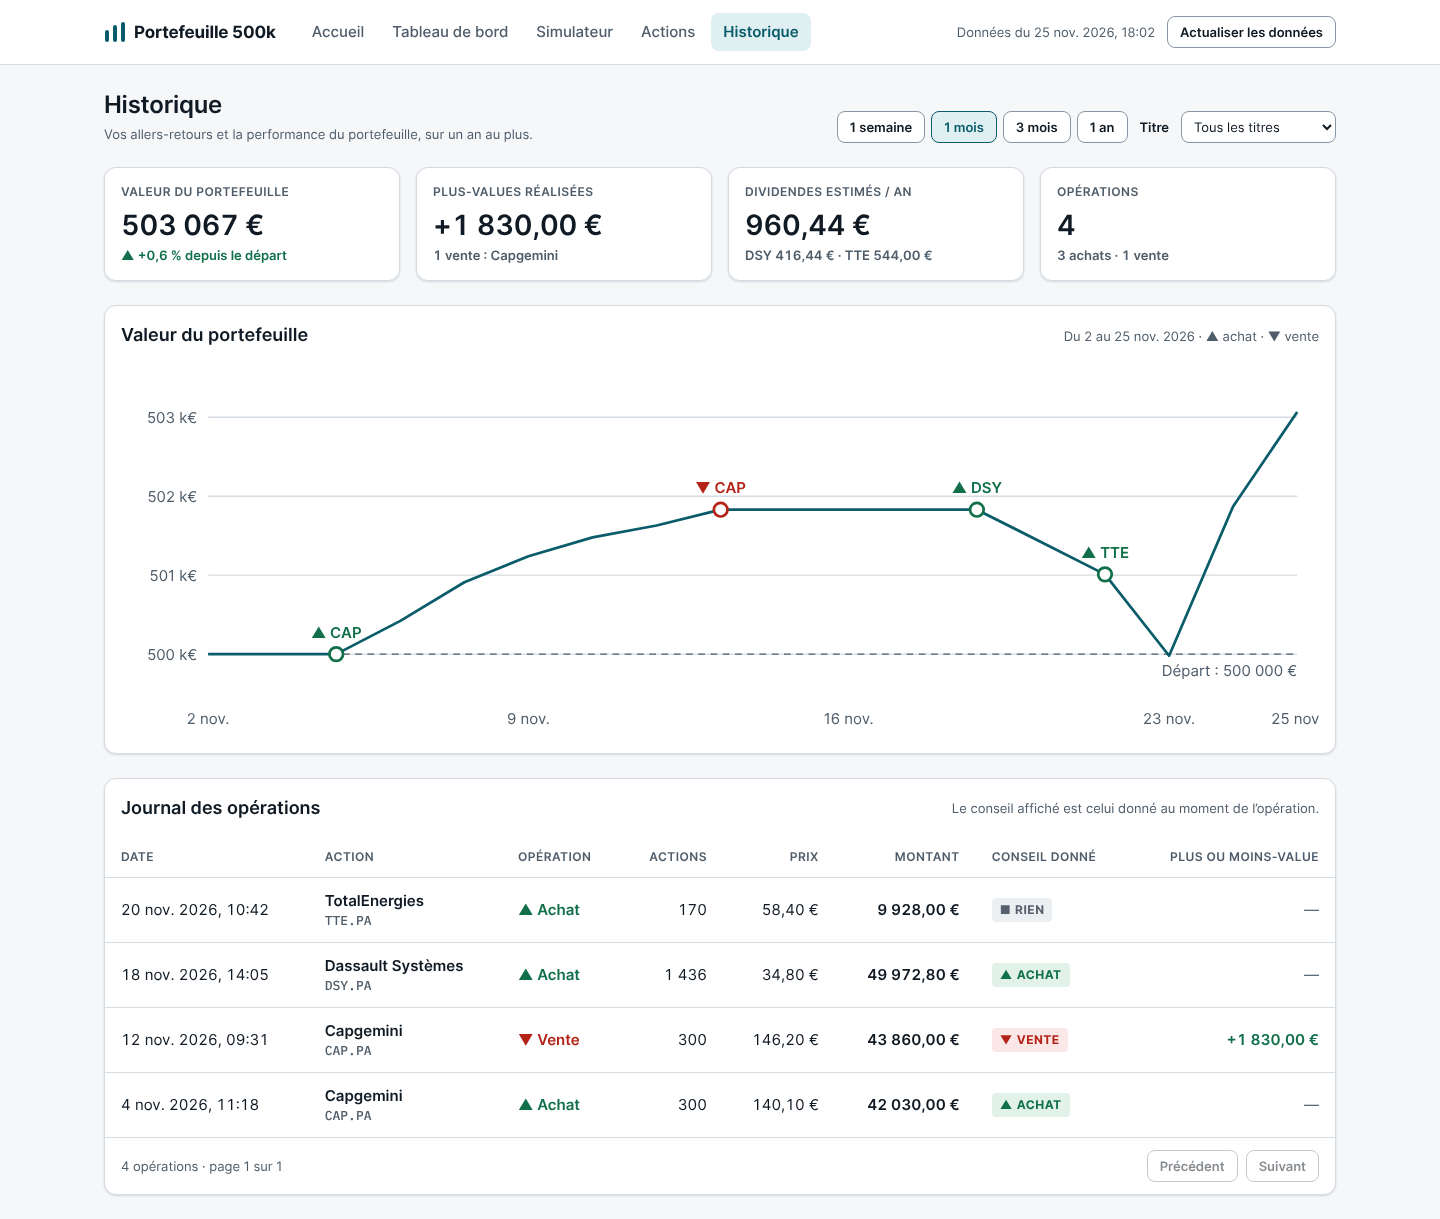 Portefeuille 500k
Accueil
Tableau de bord
Simulateur
Actions
Historique
Données du 25 nov. 2026, 18:02
Actualiser les données
Historique
Vos allers-retours et la performance du portefeuille, sur un an au plus.
1 semaine
1 mois
3 mois
1 an
Titre
Tous les titres
VALEUR DU PORTEFEUILLE
503 067 €
▲ +0,6 % depuis le départ
PLUS-VALUES RÉALISÉES
+1 830,00 €
1 vente : Capgemini
DIVIDENDES ESTIMÉS / AN
960,44 €
DSY 416,44 € · TTE 544,00 €
OPÉRATIONS
4
3 achats · 1 vente
Valeur du portefeuille
Du 2 au 25 nov. 2026 · ▲ achat · ▼ vente
503 k€
502 k€
501 k€
500 k€
▲ CAP
▼ CAP
▲ DSY
▲ TTE
Départ : 500 000 €
2 nov.
9 nov.
16 nov.
23 nov.
25 nov
Journal des opérations
Le conseil affiché est celui donné au moment de l’opération.
DATE ACTION OPÉRATION ACTIONS PRIX MONTANT CONSEIL DONNÉ PLUS OU MOINS-VALUE
20 nov. 2026, 10:42 TotalEnergies ▲ Achat 170 58,40 € 9 928,00 € ■ RIEN —
TTE.PA
18 nov. 2026, 14:05 Dassault Systèmes ▲ Achat 1 436 34,80 € 49 972,80 € ▲ ACHAT —
DSY.PA
12 nov. 2026, 09:31 Capgemini ▼ Vente 300 146,20 € 43 860,00 € ▼ VENTE +1 830,00 €
CAP.PA
4 nov. 2026, 11:18 Capgemini ▲ Achat 300 140,10 € 42 030,00 € ▲ ACHAT —
CAP.PA
4 opérations · page 1 sur 1
Précédent
Suivant